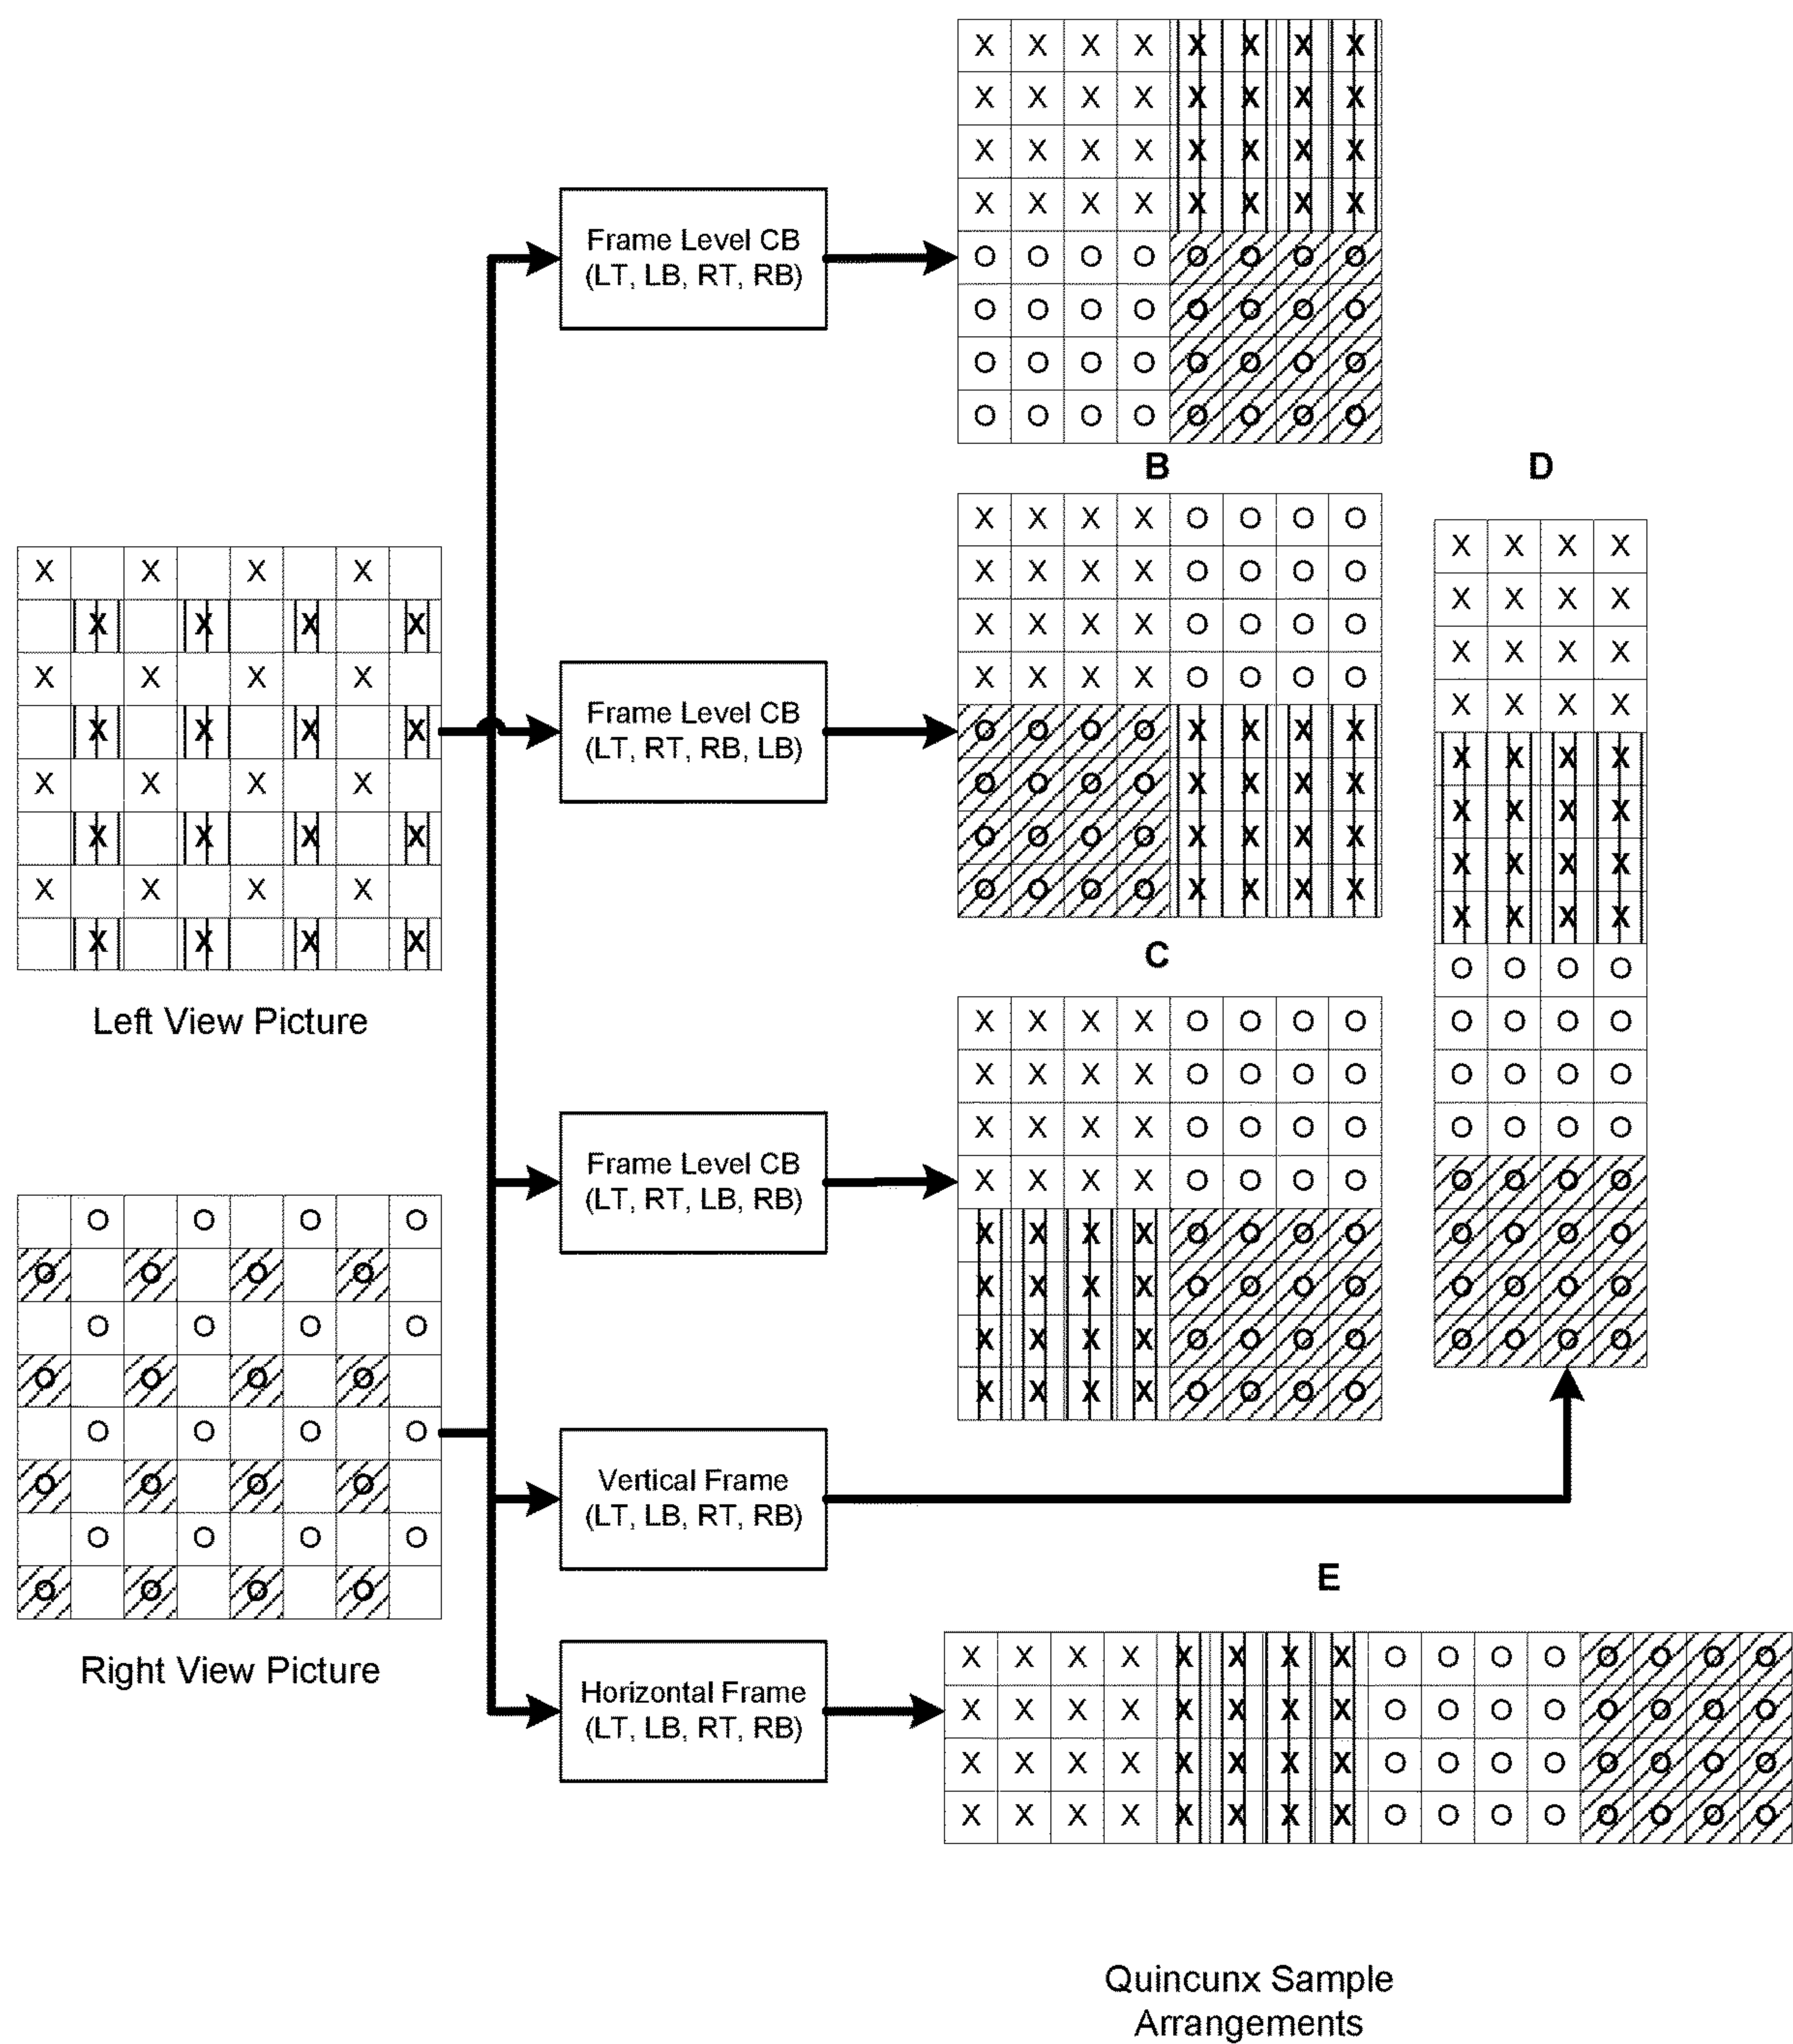 Frame Level CB
(LT, LB, RT, RB)
B
D
Frame Level CB
(LT, RT, RB, LB)
C
Left View Picture
Frame Level CB
(LT, RT, LB, RB)
Vertical Frame
(LT, LB, RT, RB)
E
Right View Picture
Horizontal Frame
(LT, LB, RT, RB)
Quincunx Sample
Arrangements